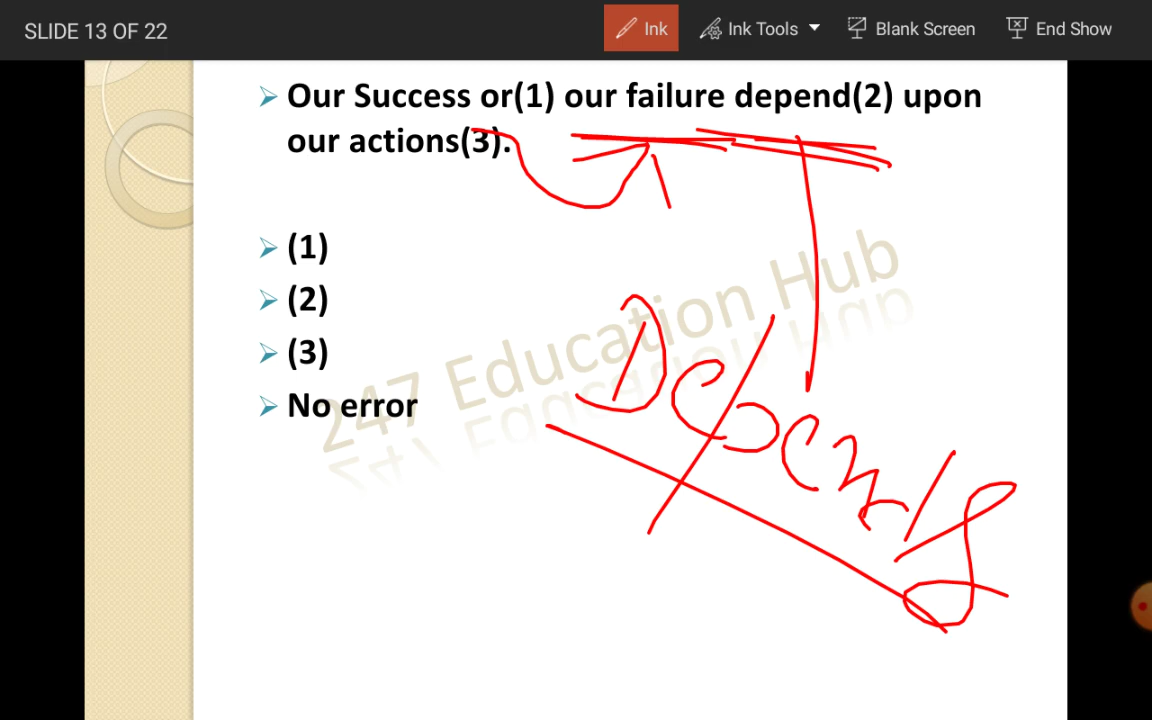 SLIDE 13 OF 22
Ink
Ink Tools
Blank Screen
End Show
Our Success or(1) our failure depend(2) upon
our actions(3).
(1)
(2)
(3)
No error
247 Education Hub
Depends